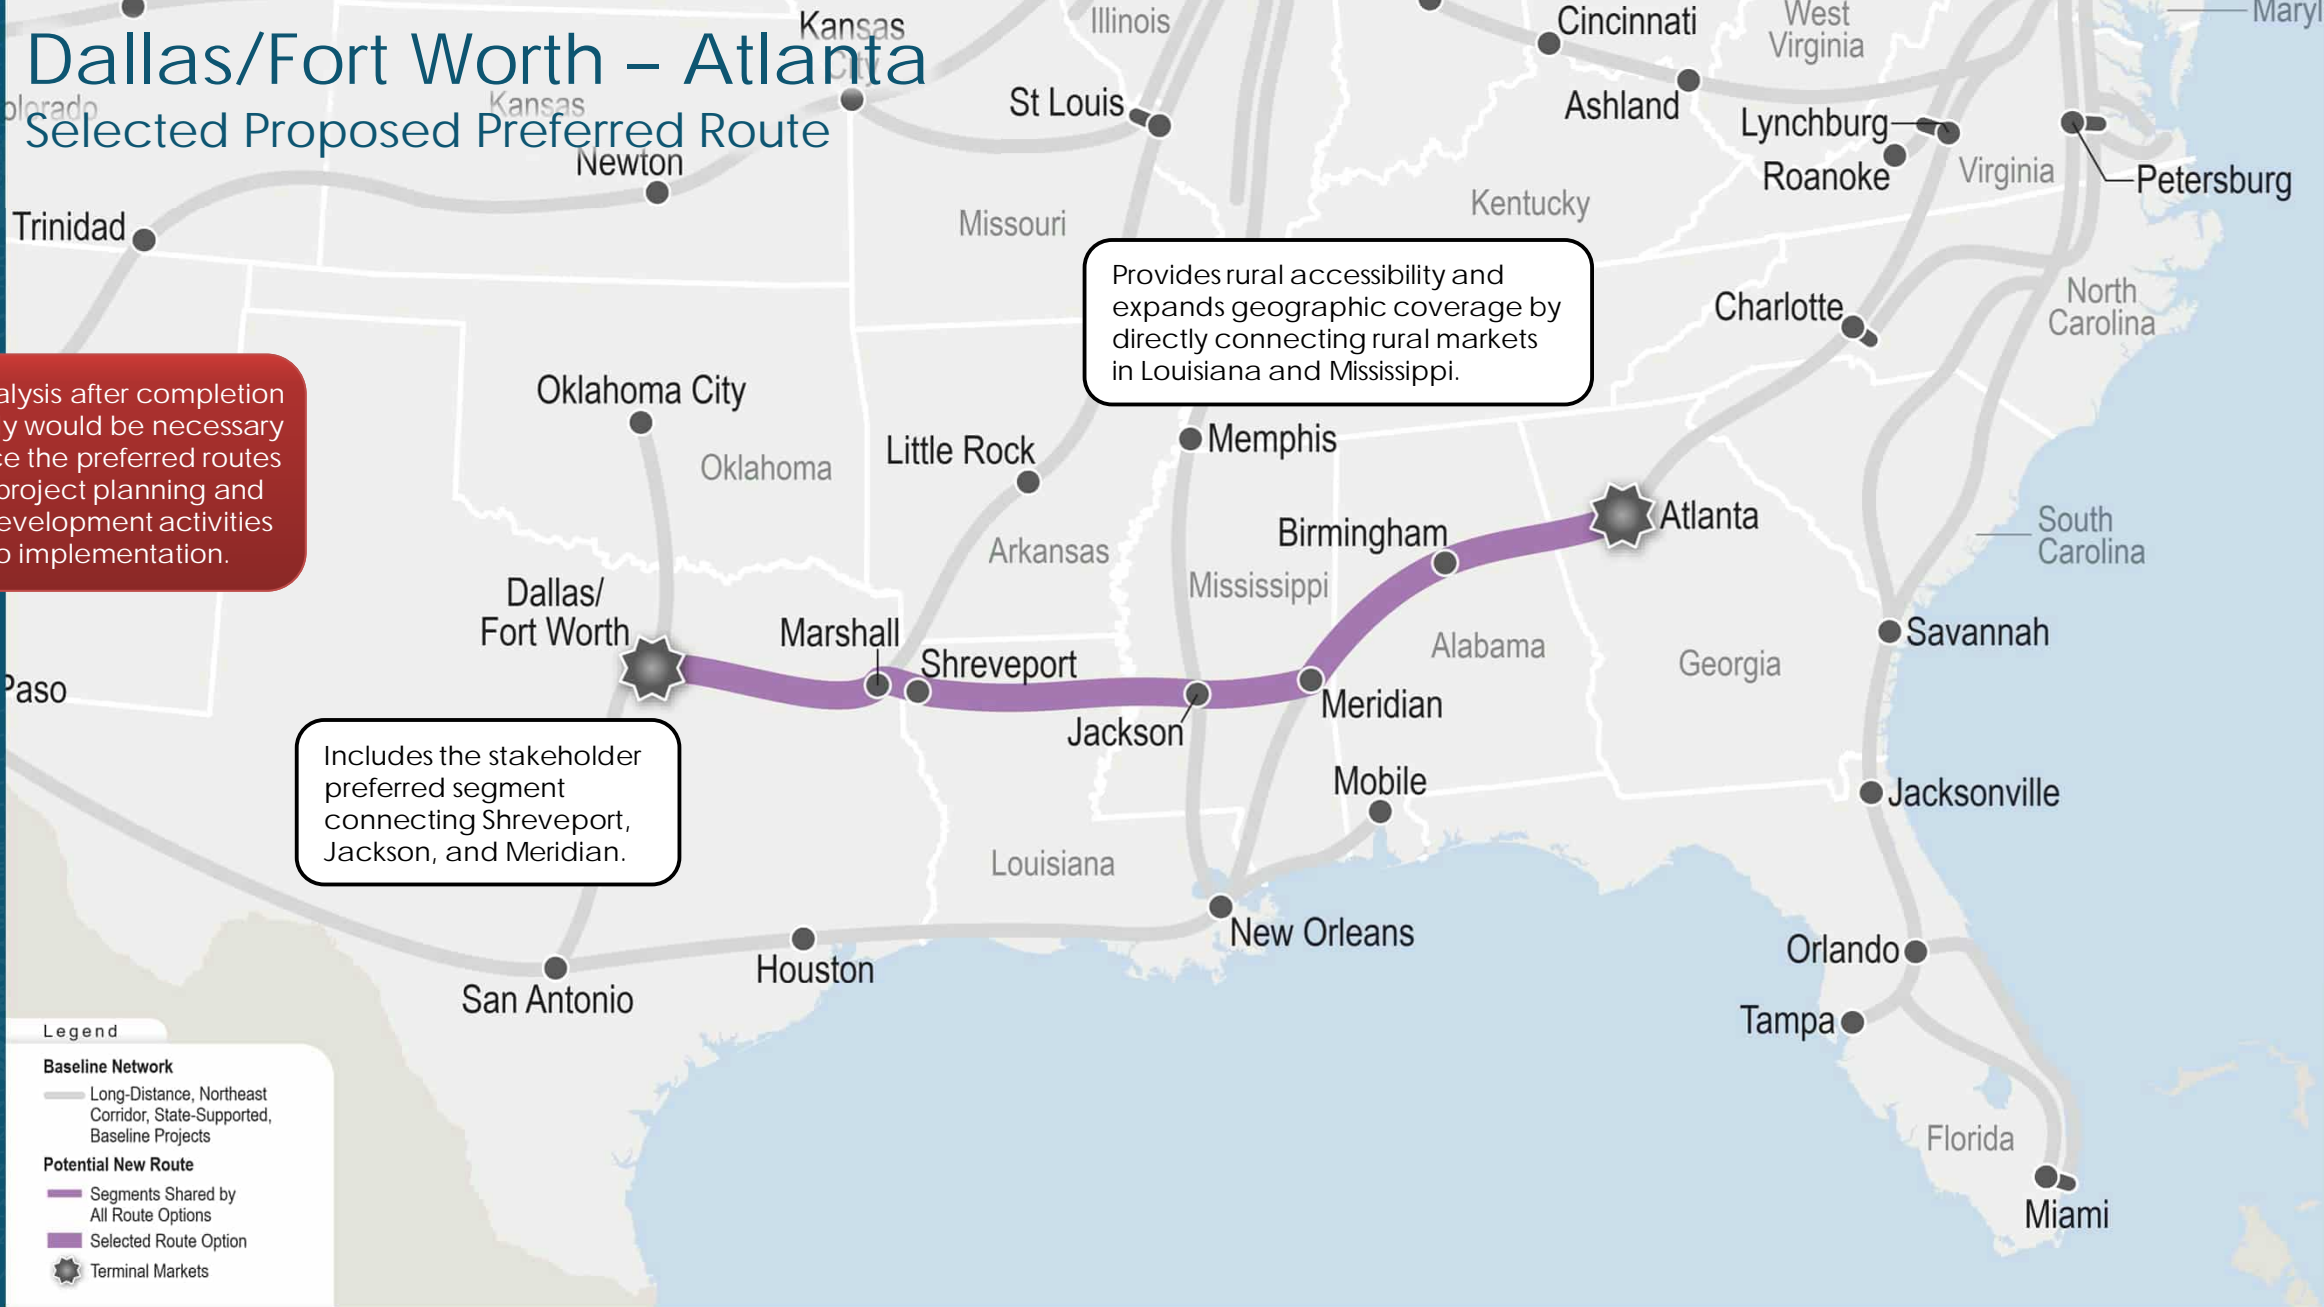 Dallas/Fort Worth – Atlanta
Selected Proposed Preferred Route
Kansas
City
Illinois
Cincinnati
West
Virginia
Kansas
St Louis
Ashland
Lynchburg
Roanoke
Virginia
Petersburg
Newton
Trinidad
Missouri
Kentucky
Provides rural accessibility and
expands geographic coverage by
directly connecting rural markets
in Louisiana and Mississippi.
Charlotte
North
Carolina
after completion
would be necessary
the preferred routes
project planning and
activities
implementation.
Oklahoma City
Oklahoma
Little Rock
Memphis
Arkansas
Birmingham
Atlanta
South
Carolina
Mississippi
Dallas/
Fort Worth
Marshall
Shreveport
Alabama
Georgia
Savannah
Paso
Jackson
Meridian
Includes the stakeholder
preferred segment
connecting Shreveport,
Jackson, and Meridian.
Mobile
Jacksonville
Louisiana
New Orleans
Houston
San Antonio
Orlando
Tampa
Florida
Miami
Legend
Baseline Network
Long-Distance, Northeast
Corridor, State-Supported,
Baseline Projects
Potential New Route
Segments Shared by
All Route Options
Selected Route Option
Terminal Markets